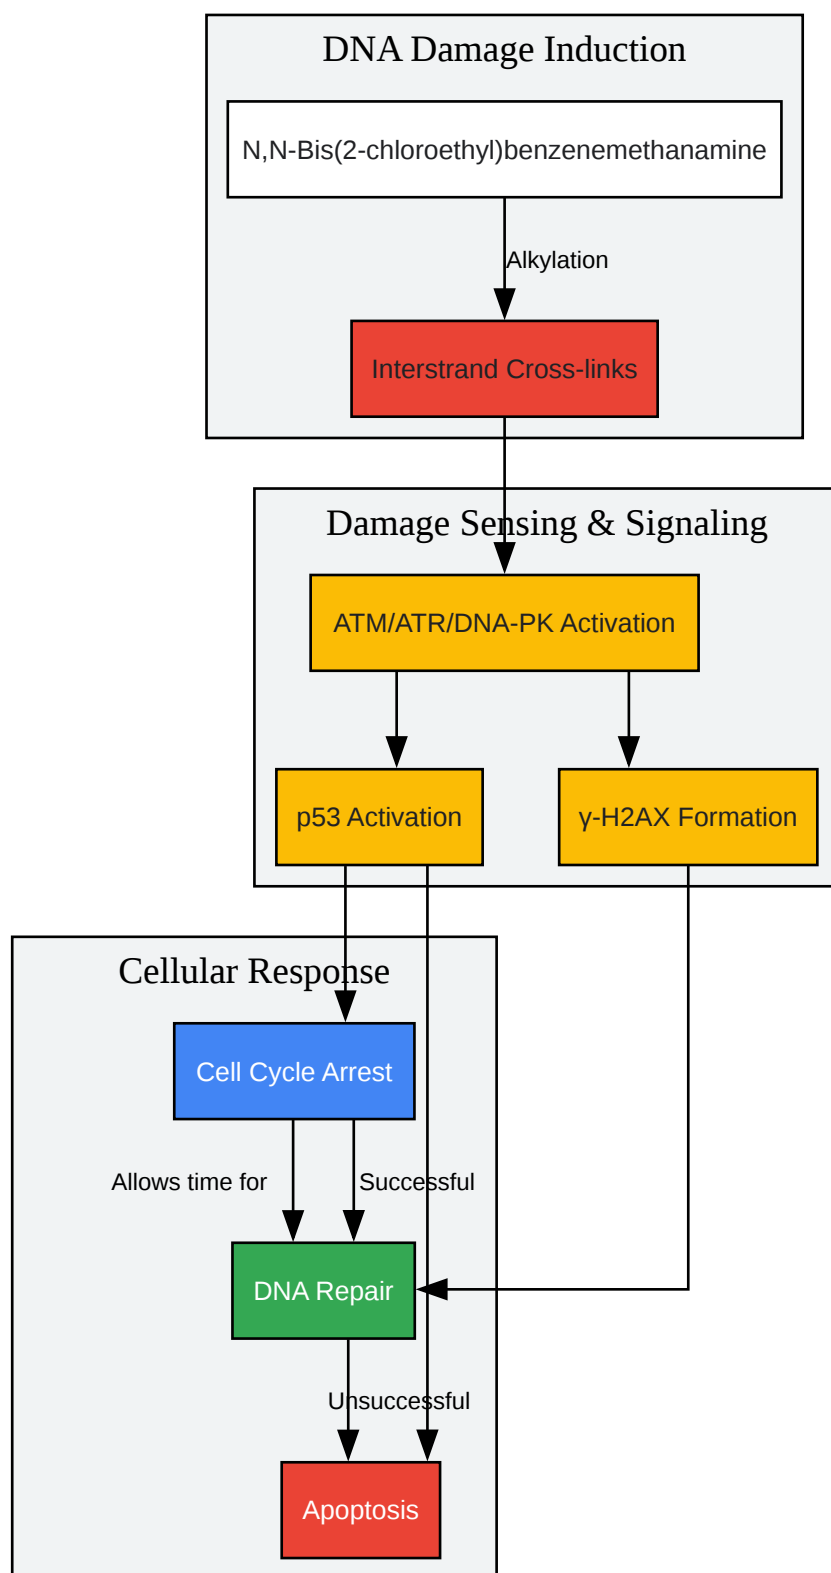 DNA Damage Induction
N,N-Bis(2-chloroethyl)benzenemethanamine
Alkylation
Interstrand Cross-links
Damage Sensing & Signaling
ATM/ATR/DNA-PK Activation
p53 Activation
γ-H2AX Formation
Cellular Response
Cell Cycle Arrest
Allows time for
Successful
DNA Repair
Unsuccessful
Apoptosis